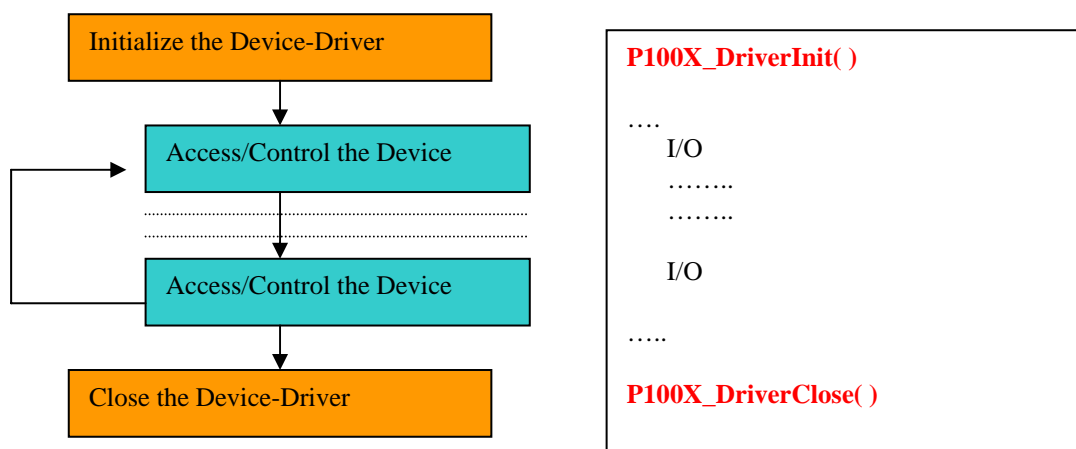 Initialize the Device-Driver
Access/Control the Device
Access/Control the Device
Close the Device-Driver
P100X_DriverInit( )
….
I/O
……..
……..
I/O
…..
P100X_DriverClose( )